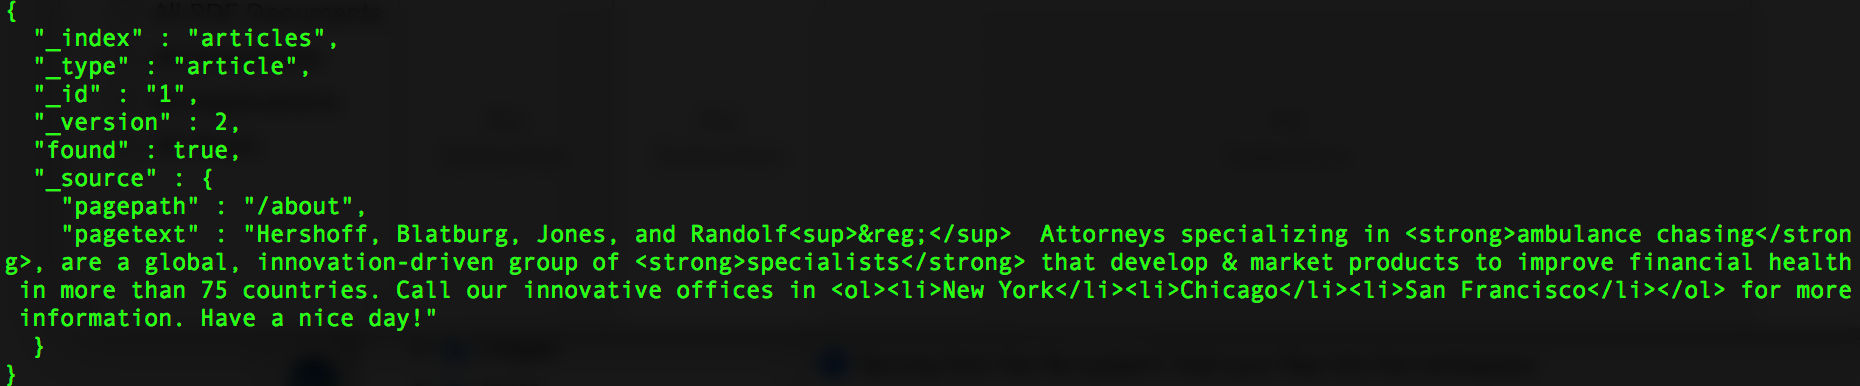 {
  "_index" : "articles",
  "_type" : "article",
  "_id" : "1",
  "_version" : 2,
  "found" : true,
  "_source" : {
    "pagepath" : "/about",
    "pagetext" : "Hershoff, Blatburg, Jones, and Randolf<sup>&reg;</sup>  Attorneys specializing in <strong>ambulance chasing</stron
g>, are a global, innovation-driven group of <strong>specialists</strong> that develop & market products to improve financial health
 in more than 75 countries. Call our innovative offices in <ol><li>New York</li><li>Chicago</li><li>San Francisco</li></ol> for more
 information. Have a nice day!"
  }
}